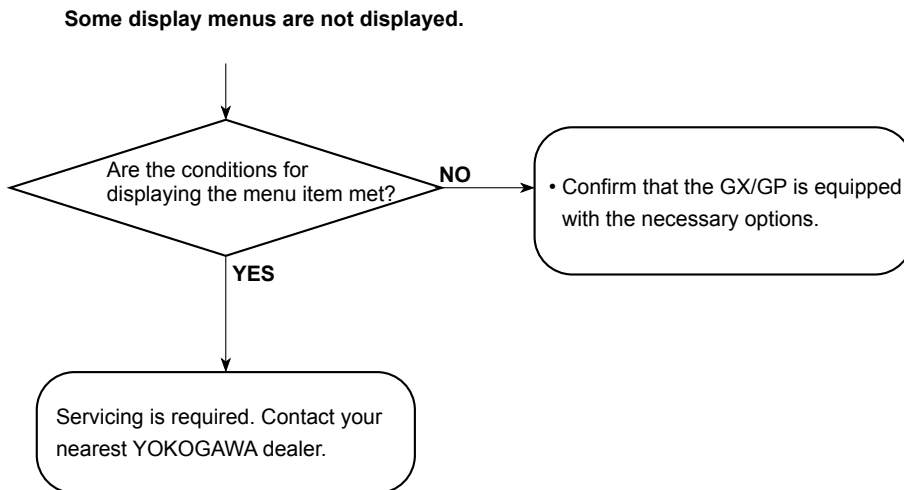 Some display menus are not displayed.
Are the conditions for
displaying the menu item met?
NO
• Confirm that the GX/GP is equipped
with the necessary options.
YES
Servicing is required. Contact your
nearest YOKOGAWA dealer.